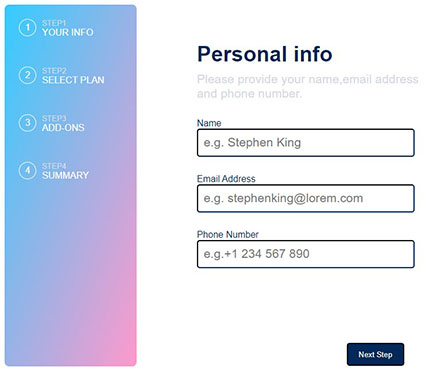 1
STEP1
YOUR INFO
2
STEP2
SELECT PLAN
3
STEP3
ADD-ONS
4
STEP4
SUMMARY
Personal info
Please provide your name,email address
and phone number.
Name
e.g. Stephen King
Email Address
e.g. stephenking@lorem.com
Phone Number
e.g.+1 234 567 890
Next Step